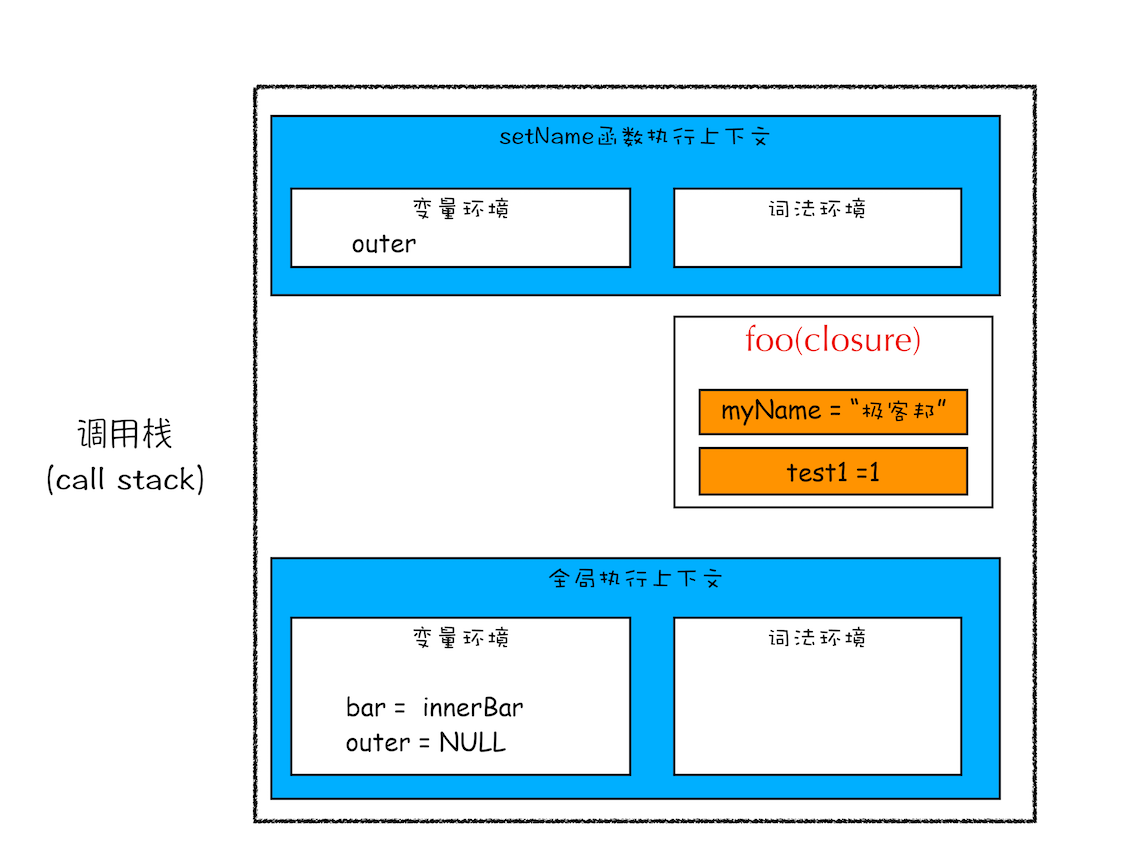 setName函数执行上下文
变量环境
outer
词法环境
foo(closure)
myName = “极客邦”
test1 =1
调用栈
(call stack)
全局执行上下文
变量环境
bar = innerBar
outer = NULL
词法环境